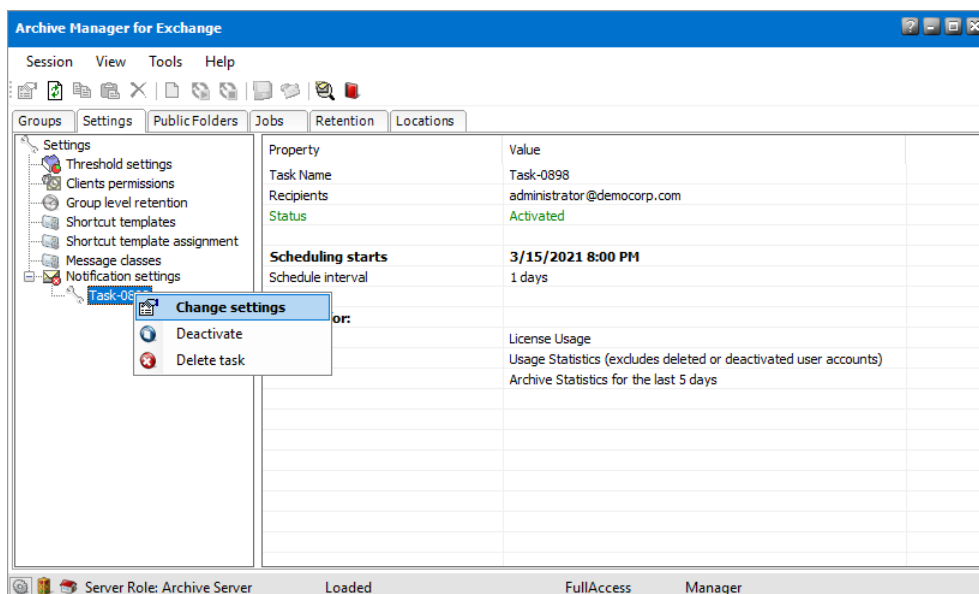 Archive Manager for Exchange
Session View Tools Help
Groups Settings Public Folders Jobs Retention Locations
Settings
Threshold settings
Clients permissions
Group level retention
Shortcut templates
Shortcut template assignment
Message classes
Notification settings
Change settings
Deactivate
Delete task
Property Value
Task Name Task-0898
Recipients administrator@democorp.com
Status Activated
Scheduling starts 3/15/2021 8:00 PM
Schedule interval 1 days
for:
License Usage
Usage Statistics (excludes deleted or deactivated user accounts)
Archive Statistics for the last 5 days
Server Role: Archive Server Loaded FullAccess Manager